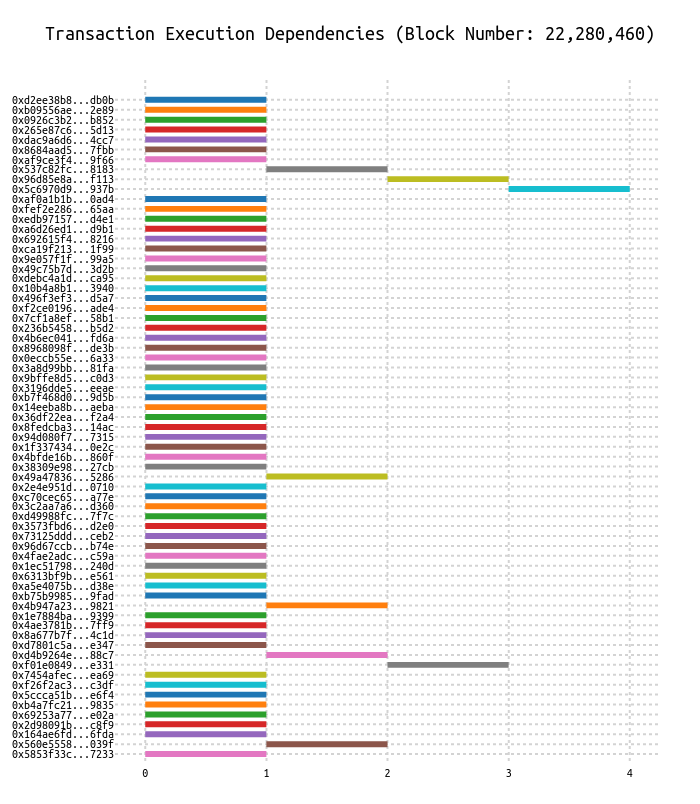 Transaction Execution Dependencies (Block Number: 22,280,460)
0xd2ee38b8...db0b
0xb09556ae...2e89
0x0926c3b2...b852
0x265e87c6...5d13
0xdac9a6d6...4cc7
0x8684aad5...7fbb
0xaf9ce3f4...9f66
0x537c82fc...8183
0x96d85e8a...f113
0x5c6970d9...937b
0xaf0a1b1b...0ad4
0xfef2e286...65aa
0xedb97157...d4e1
0xa6d26ed1...d9b1
0x692615f4...8216
0xca19f213...1f99
0x9e057f1f...99a5
0x49c75b7d...3d2b
0xdebc4a1d...ca95
0x10b4a8b1...3940
0x496f3ef3...d5a7
0xf2ce0196...ade4
0x7cf1a8ef...58b1
0x236b5458...b5d2
0x4b6ec041...fd6a
0x8968098f...de3b
0x0eccb55e...6a33
0x3a8d99bb...81fa
0x9bffe8d5...c0d3
0x3196dde5...eeae
0xb7f468d0...9d5b
0x14eeba8b...aeba
0x36df22ea...f2a4
0x8fedcba3...14ac
0x94d080f7...7315
0x1f337434...0e2c
0x4bfde16b...860f
0x38309e98...27cb
0x49a47836...5286
0x2e4e951d...0710
0xc70cec65...a77e
0x3c2aa7a6...d360
0xd49988fc...7f7c
0x3573fbd6...d2e0
0x73125ddd...ceb2
0x96d67ccb...b74e
0x4fae2adc...c59a
0x1ec51798...240d
0x6313bf9b...e561
0xa5e4075b...d38e
0xb75b9985...9fad
0x4b947a23...9821
0x1e7884ba...9399
0x4ae3781b...7ff9
0x8a677b7f...4c1d
0xd7801c5a...e347
0xd4b9264e...88c7
0xf01e0849...e331
0x7454afec...ea69
0xf26f2ac3...c3df
0x5ccca51b...e6f4
0xb4a7fc21...9835
0x69253a77...e02a
0x2d98091b...c8f9
0x164ae6fd...6fda
0x560e5558...039f
0x5853f33c...7233
0 1 2 3 4